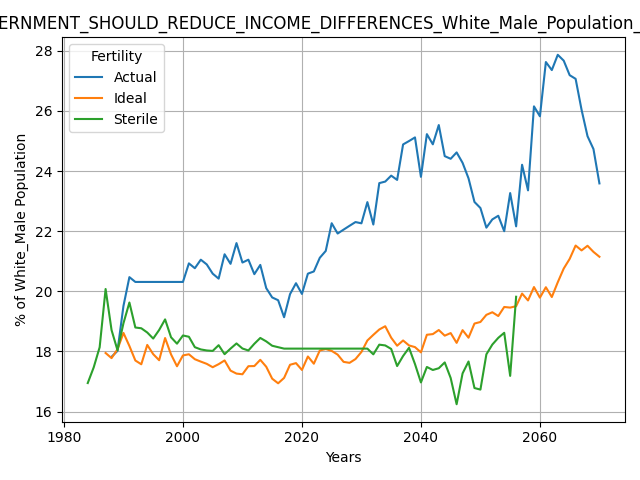 ERNMENT_SHOULD_REDUCE_INCOME_DIFFERENCES_White_Male_Population_
28
26
24
22
20
18
16
% of White_Male Population
Fertility
Actual
Ideal
Sterile
1980 2000 2020 2040 2060
Years